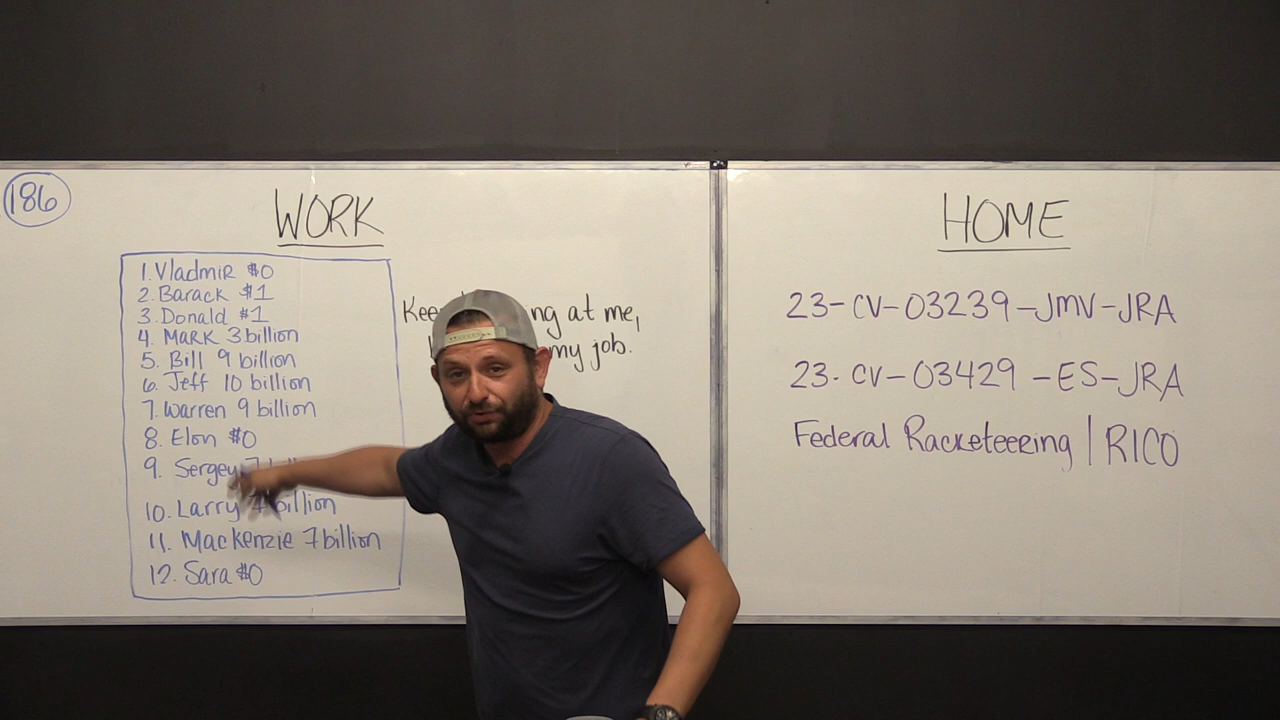 186
WORK
1. Vladmir $0
2. Barack $1
3. Donald $1
4. Mark 3 billion
5. Bill 9 billion
6. Jeff 10 billion
7. Warren 9 billion
8. Elon $0
9. Sergey 7
10. Larry billion
11. Mackenzie 7 billion
12. Sara $0
at me,
my job.
HOME
23-CV-03239-JMV-JRA
23-CV-03429-ES-JRA
Federal Racketeering | RICO